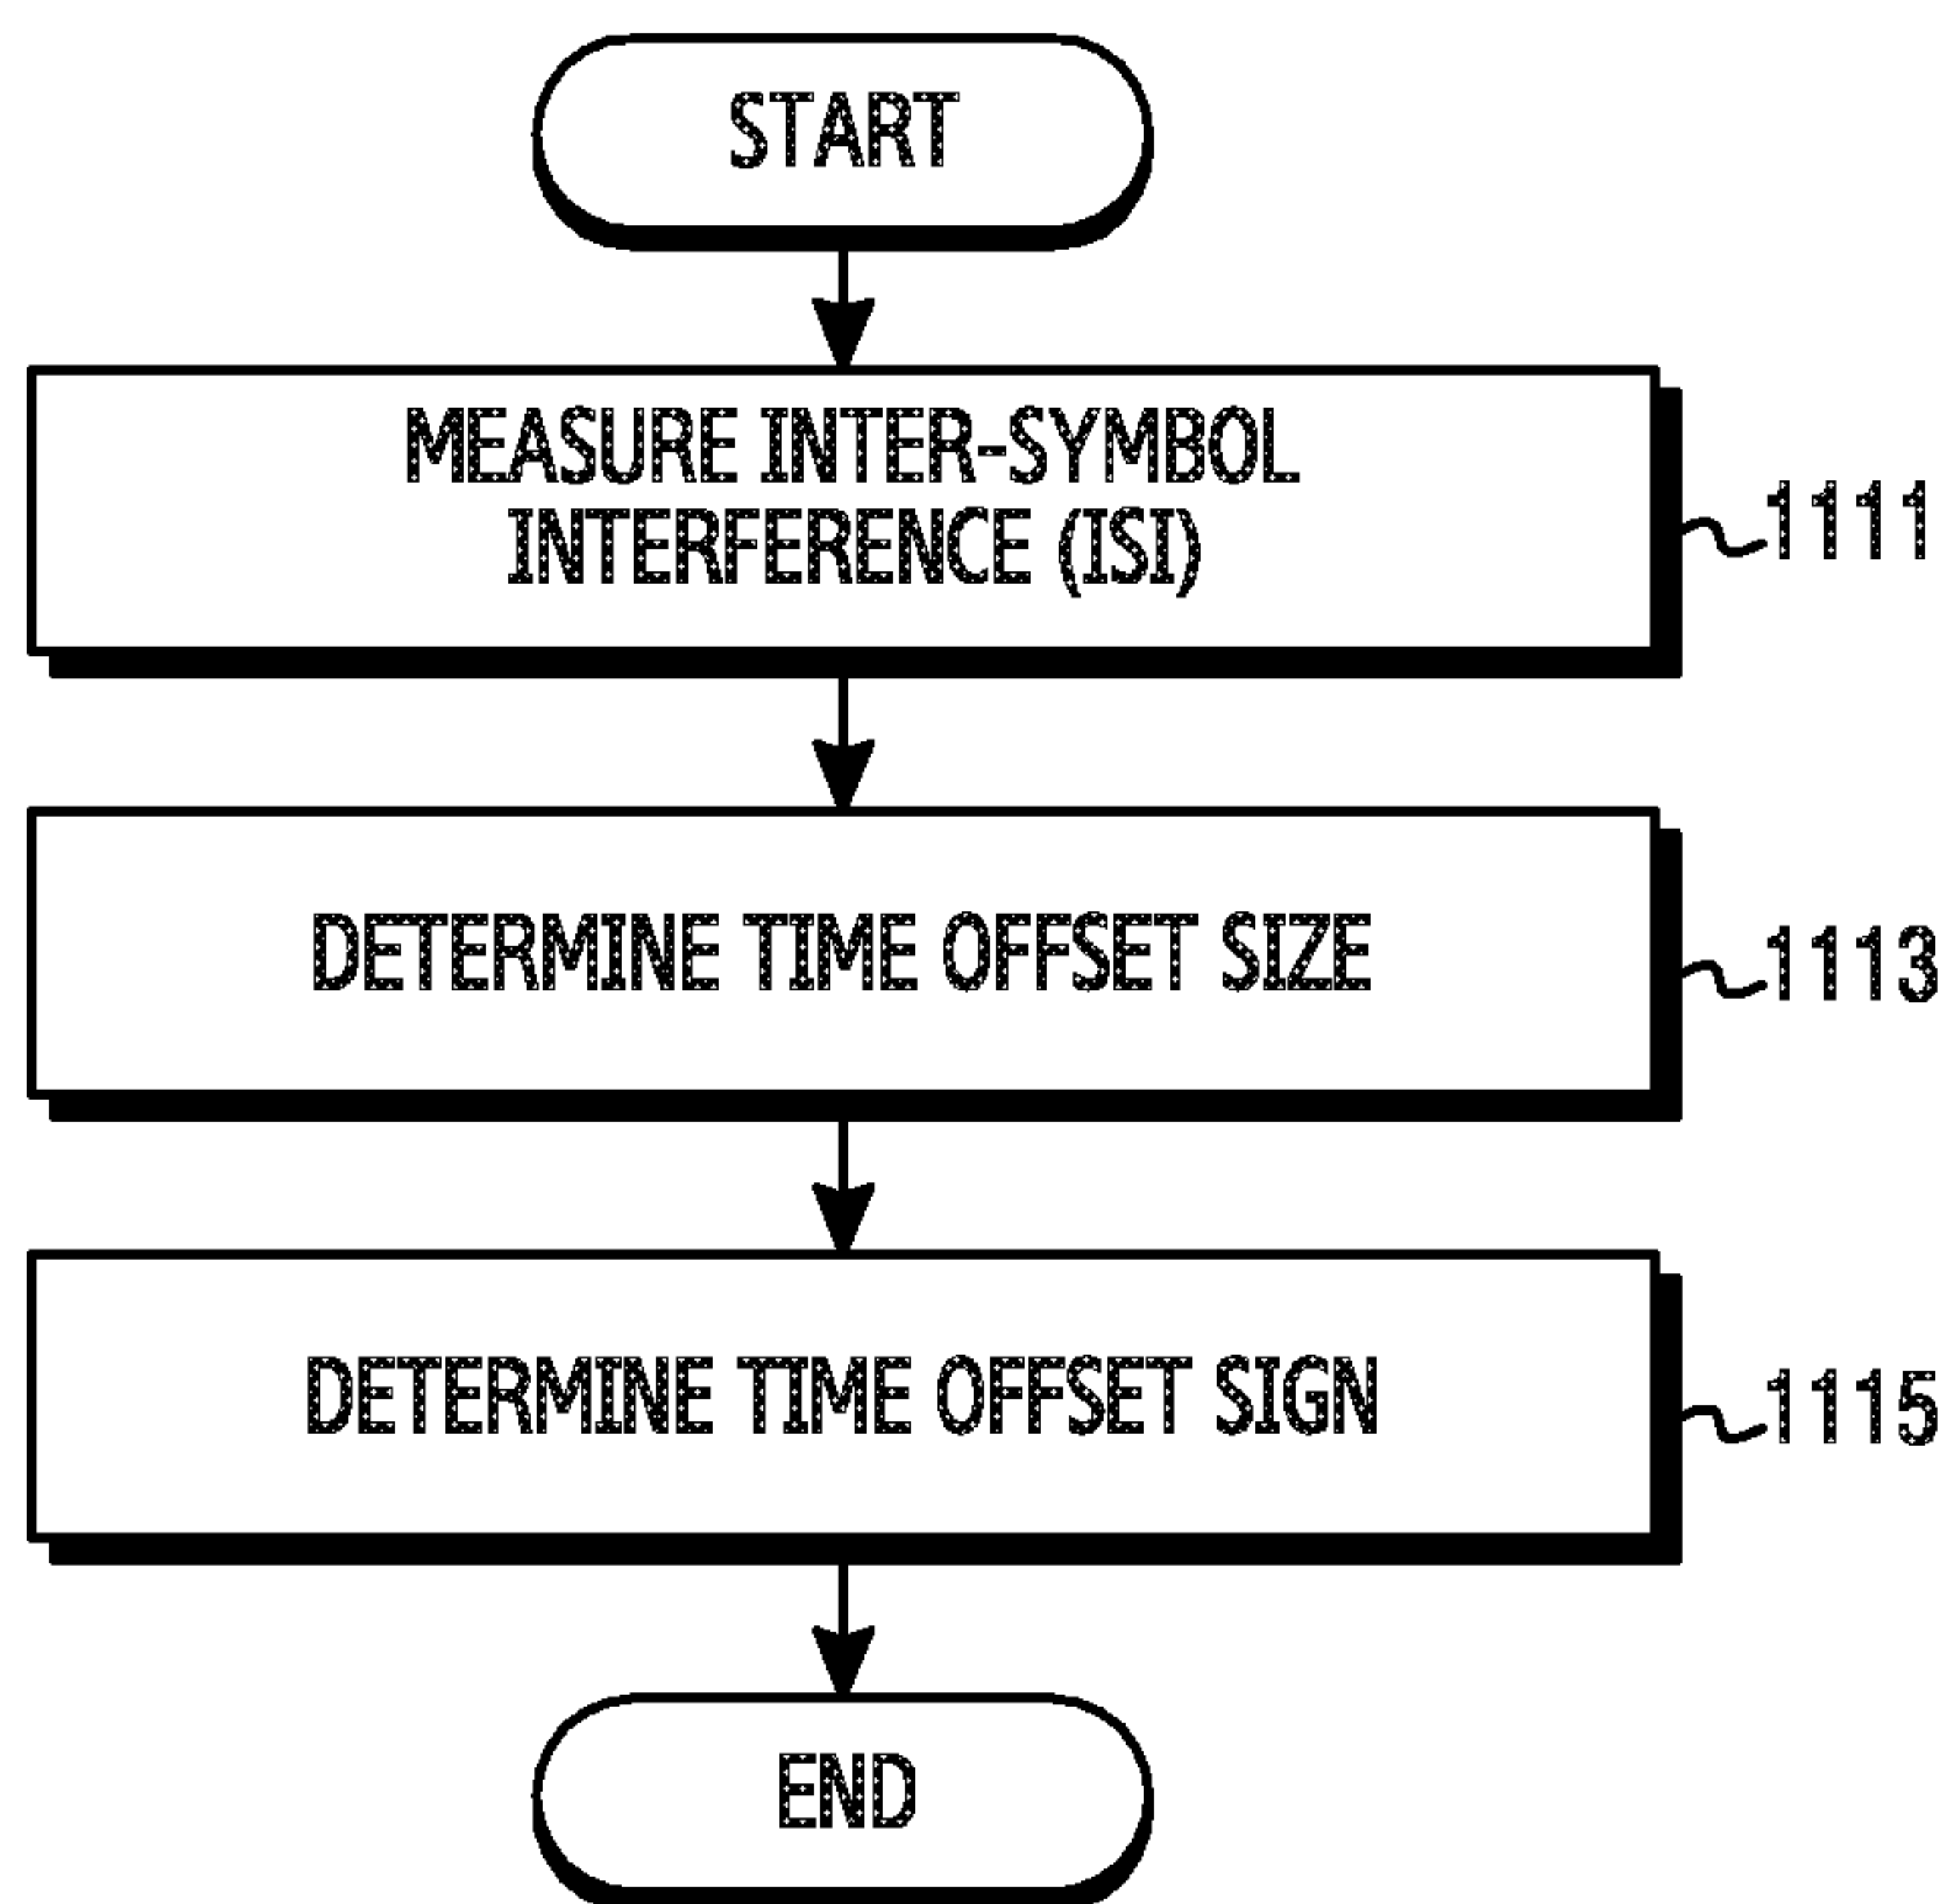 START
MEASURE INTER-SYMBOL
INTERFERENCE (ISI)
1111
DETERMINE TIME OFFSET SIZE
1113
DETERMINE TIME OFFSET SIGN
1115
END